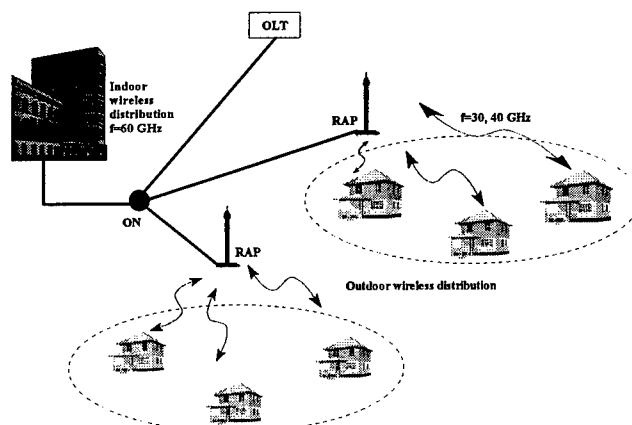 OLT
Indoor
wireless
distribution
f=60 GHz
RAP
f=30, 40 GHz
ON
RAP
Outdoor wireless distribution